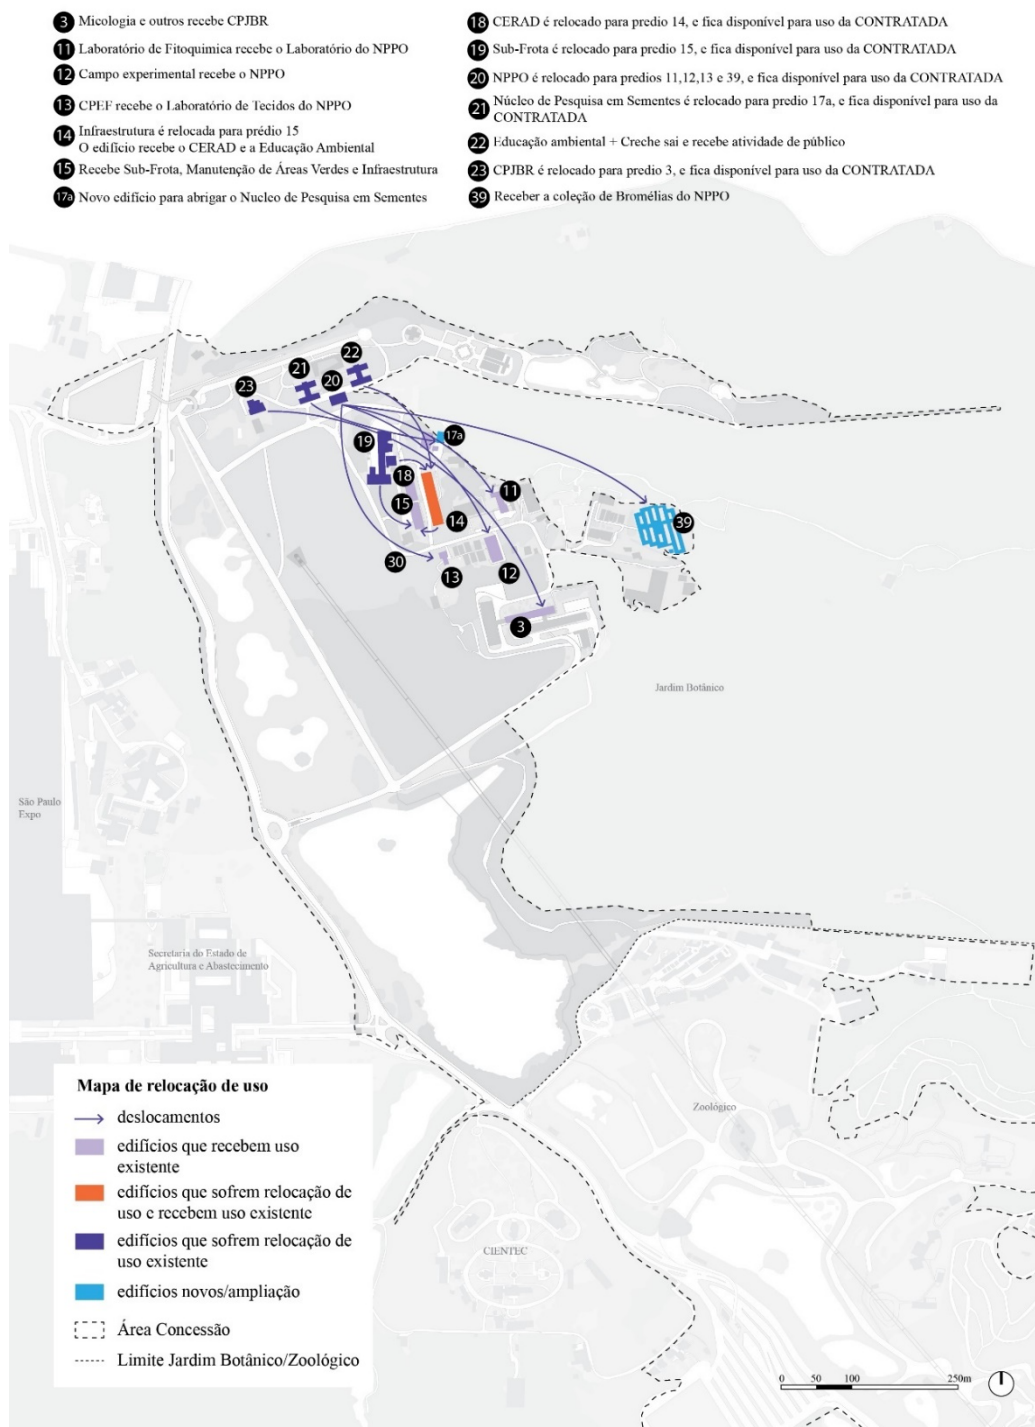 3 Micologia e outros recebe CPJBR
11 Laboratório de Fitoquimica recebe o Laboratório do NPPO
12 Campo experimental recebe o NPPO
13 CPEF recebe o Laboratório de Tecidos do NPPO
14 Infraestrutura é relocada para prédio 15
O edifício recebe o CERAD e a Educação Ambiental
15 Recebe Sub-Frota, Manutenção de Áreas Verdes e Infraestrutura
17a Novo edifício para abrigar o Nucleo de Pesquisa em Sementes
18 CERAD é relocado para predio 14, e fica disponível para uso da CONTRATADA
19 Sub-Frota é relocado para predio 15, e fica disponível para uso da CONTRATADA
20 NPPO é relocado para predios 11,12,13 e 39, e fica disponível para uso da CONTRATADA
21 Núcleo de Pesquisa em Sementes é relocado para predio 17a, e fica disponível para uso da
CONTRATADA
22 Educação ambiental + Creche sai e recebe atividade de público
23 CPJBR é relocado para predio 3, e fica disponível para uso da CONTRATADA
39 Receber a coleção de Bromélias do NPPO
22
21
20
23
19
17a
18
11
15
14
39
30
13
12
3
Jardim Botânico
São Paulo
Expo
Secretaria do Estado de
Agricultura e Abastecimento
Zoológico
CIENTEC
Mapa de relocação de uso
deslocamentos
edifícios que recebem uso
existente
edifícios que sofrem relocação de
uso e recebem uso existente
edifícios que sofrem relocação de
uso existente
edifícios novos/ampliação
Área Concessão
Limite Jardim Botânico/Zoológico
0 50 100 250m